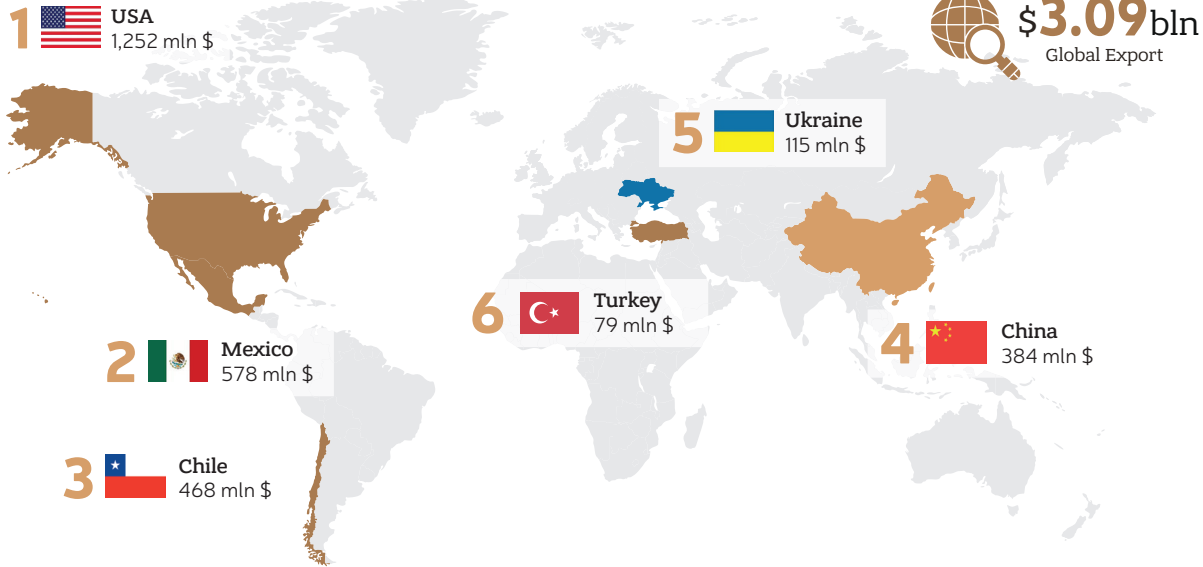 1
USA
1,252 mln $
$3.09bln
Global Export
5
Ukraine
115 mln $
6
Turkey
79 mln $
4
China
384 mln $
2
Mexico
578 mln $
3
Chile
468 mln $